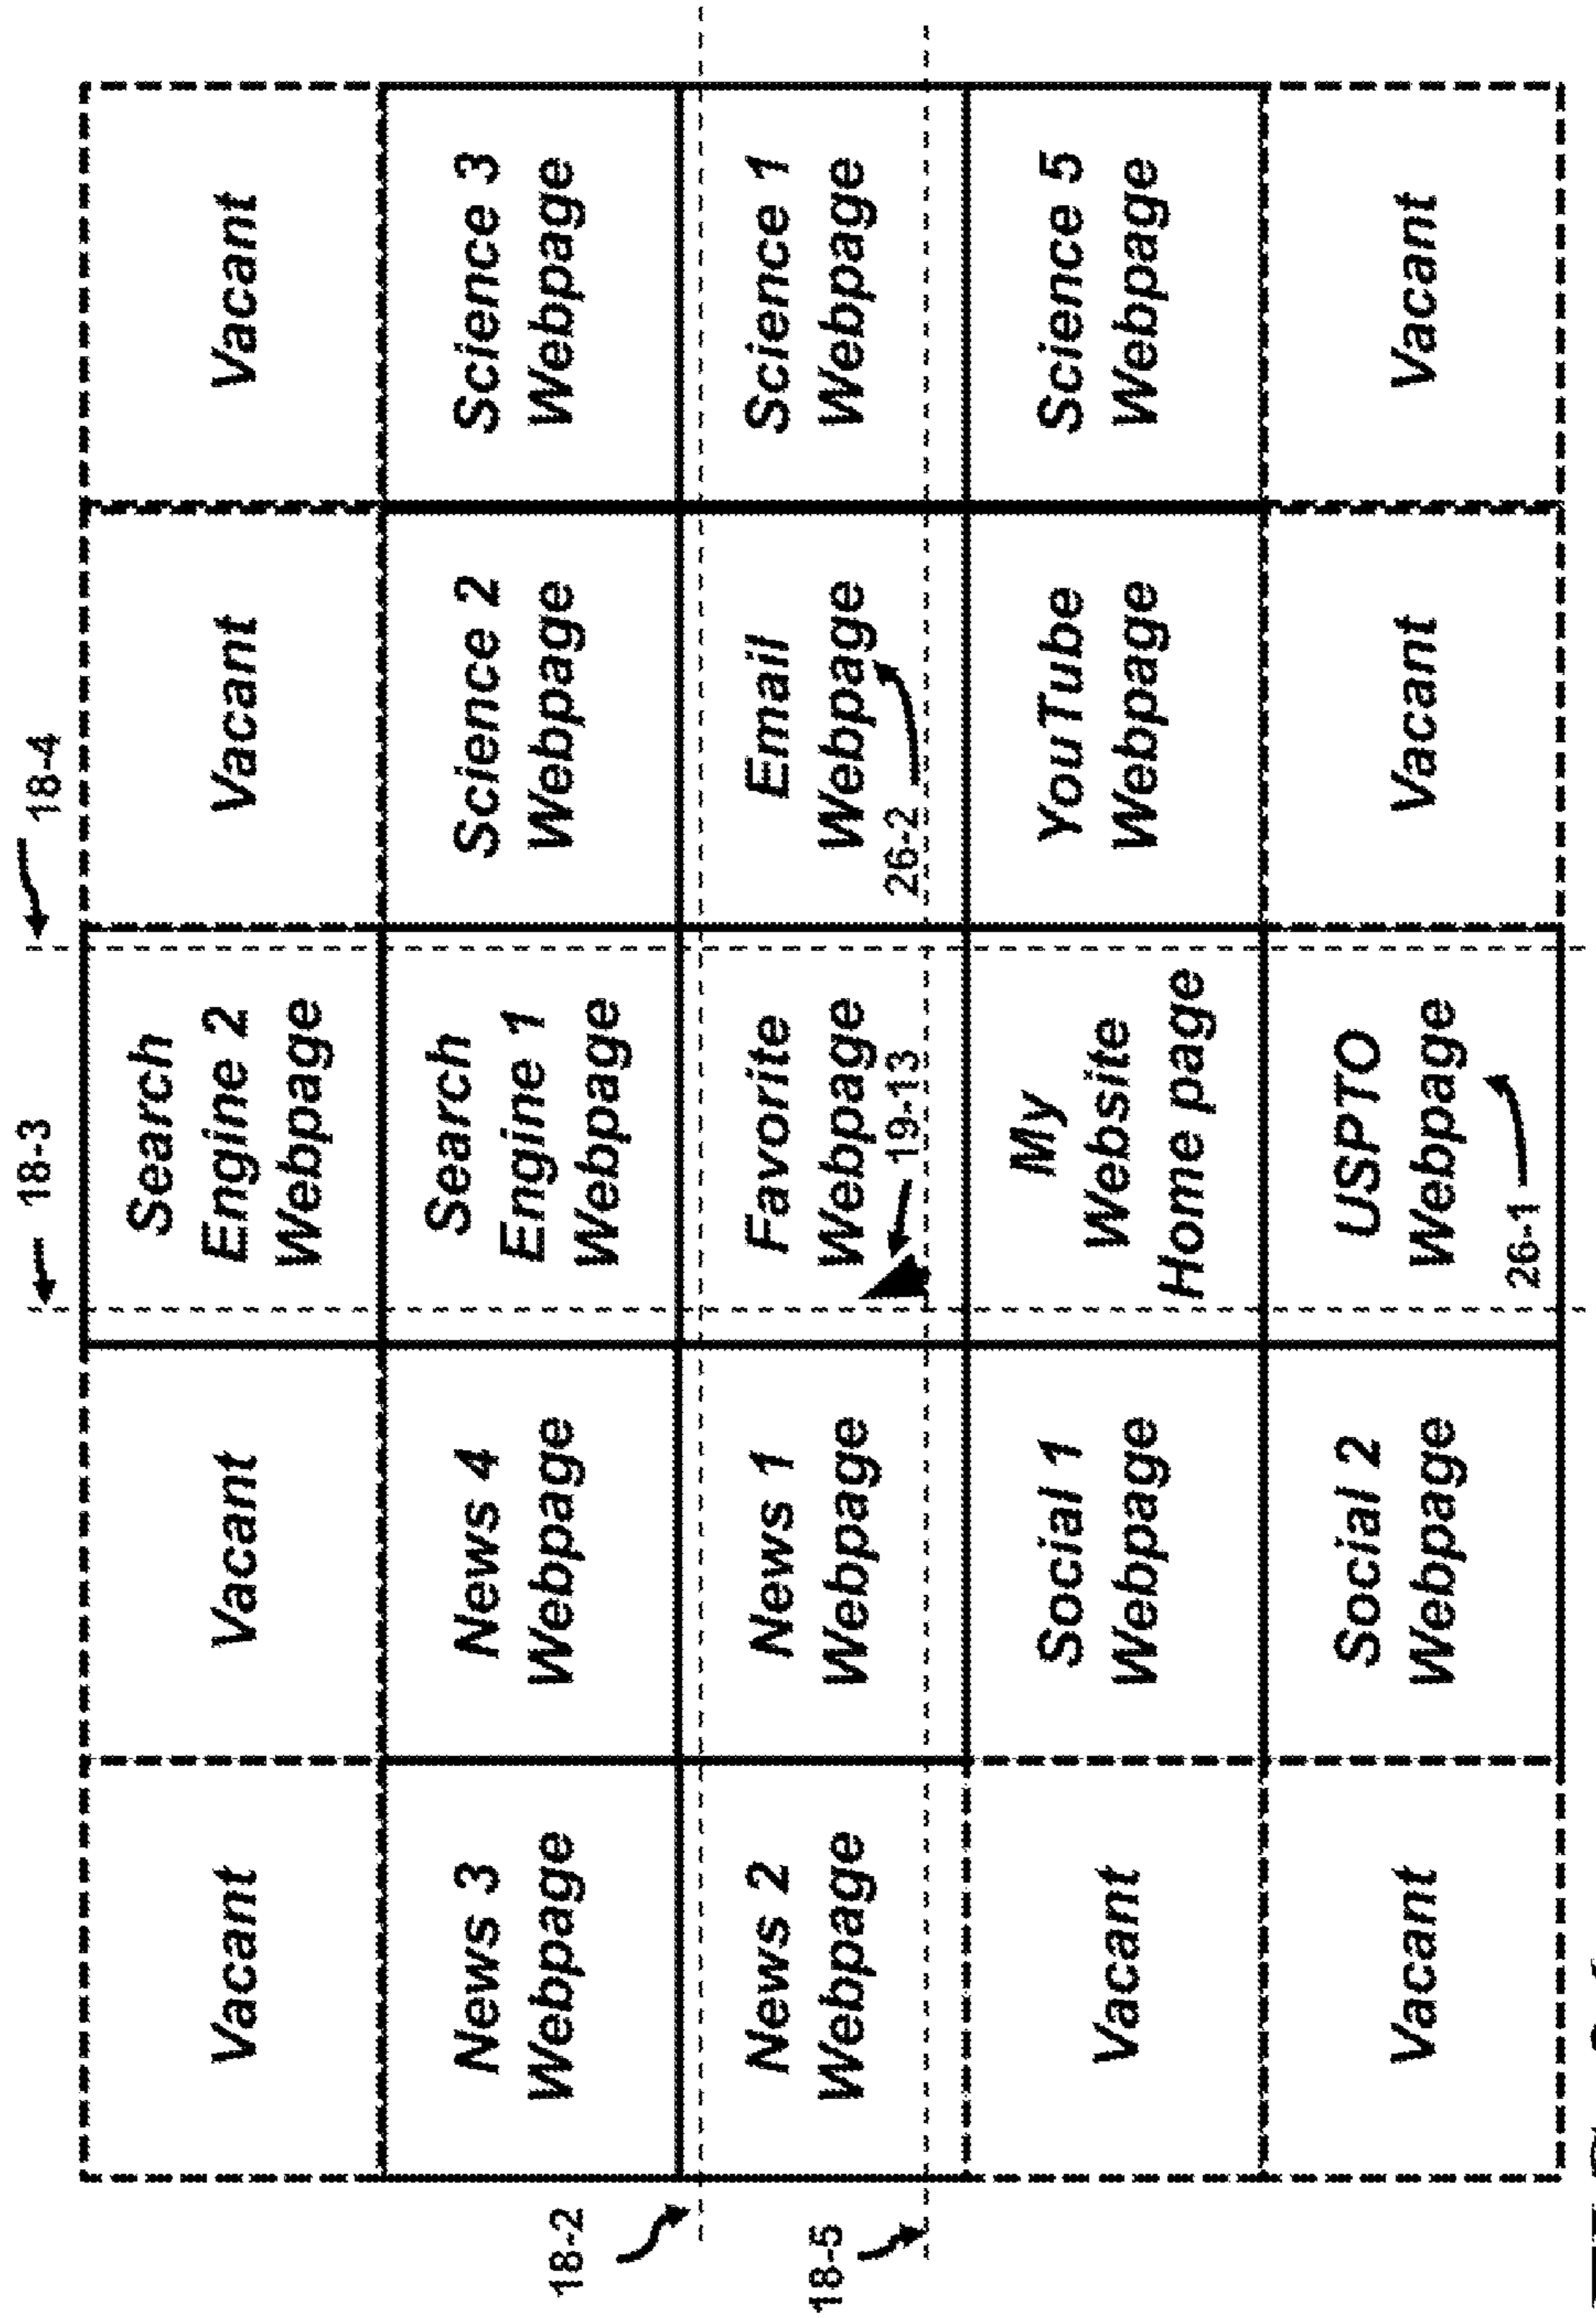 18-3
18-4
Vacant
Vacant
Search
Engine 2
Webpage
Vacant
Vacant
News 3
Webpage
News 4
Webpage
Search
Engine 1
Webpage
Science 2
Webpage
Science 3
Webpage
18-2
News 2
Webpage
News 1
Webpage
Favorite
Webpage
19-13
Email
Webpage
26-2
Science 1
Webpage
18-5
Vacant
Social 1
Webpage
My
Website
Home page
YouTube
Webpage
Science 5
Webpage
Vacant
Social 2
Webpage
USPTO
Webpage
26-1
Vacant
Vacant